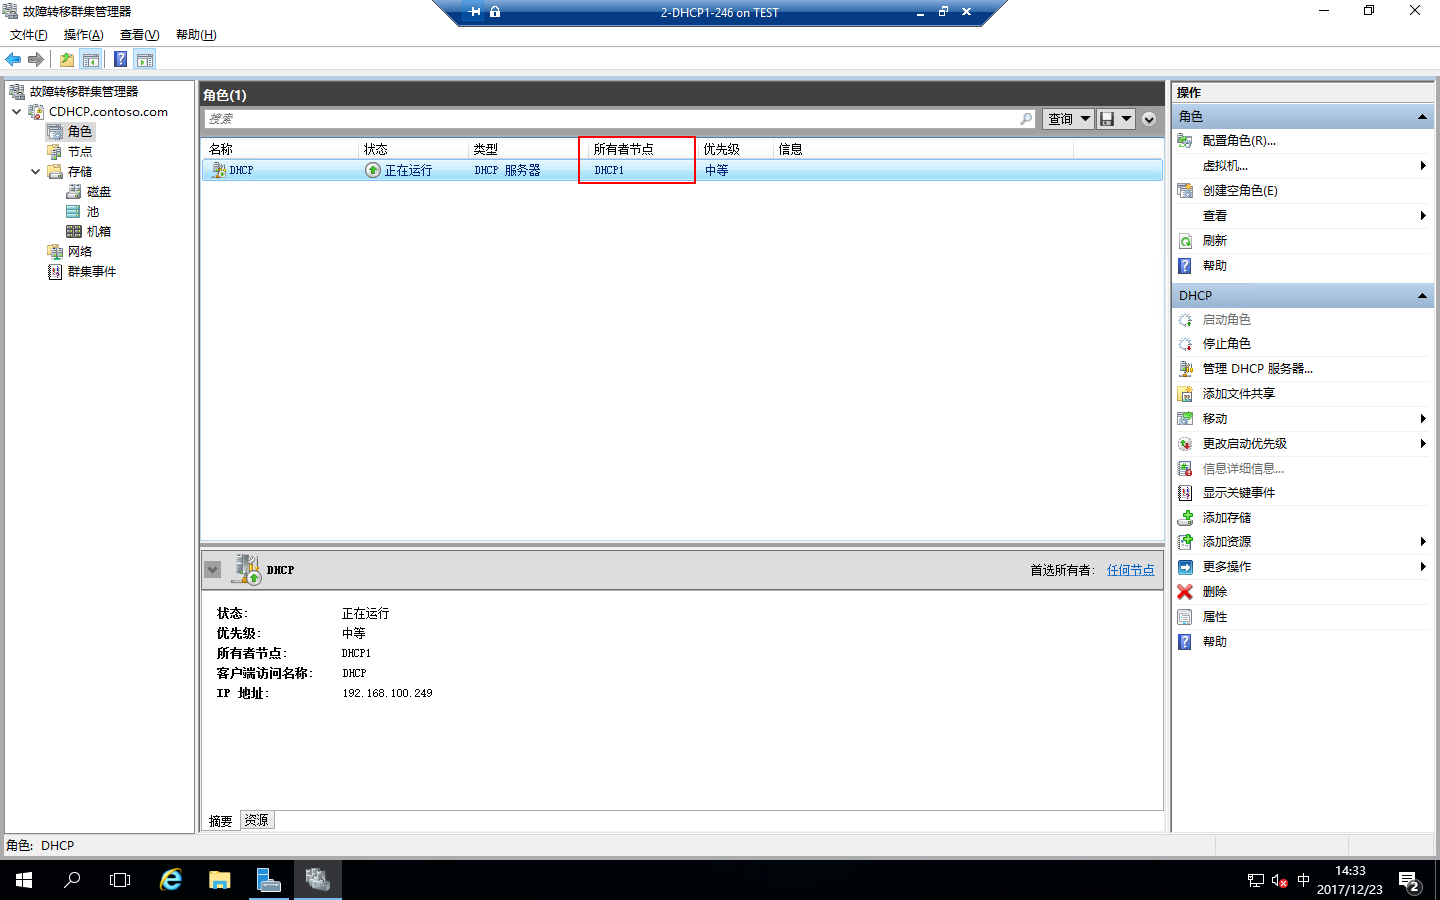 故障转移群集管理器
2-DHCP1-246 on TEST
文件(F) 操作(A) 查看(V) 帮助(H)
故障转移群集管理器
CDHCP.contoso.com
角色
节点
存储
磁盘
池
机箱
网络
群集事件
角色(1)
搜索
查询
名称 状态 类型 所有者节点 优先级 信息
DHCP 正在运行 DHCP 服务器 DHCP1 中等
DHCP
首选所有者: 任何节点
状态: 正在运行
优先级: 中等
所有者节点: DHCP1
客户端访问名称: DHCP
IP 地址: 192.168.100.249
摘要 资源
操作
角色
配置角色(R)...
虚拟机...
创建空角色(E)
查看
刷新
帮助
DHCP
启动角色
停止角色
管理 DHCP 服务器...
添加文件共享
移动
更改启动优先级
信息详细信息...
显示关键事件
添加存储
添加资源
更多操作
删除
属性
帮助
角色: DHCP
中
14:33
2017/12/23
2